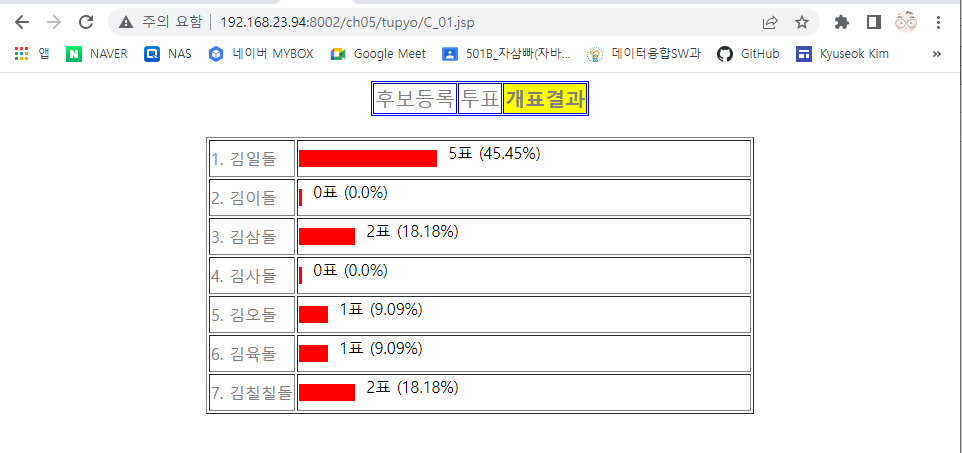 주의 요함 | 192.168.23.94:8002/ch05/tupyo/C_01.jsp
앱 NAVER NAS 네이버 MYBOX Google Meet 501B_자삼빠(자바... 데이터융합SW과 GitHub Kyuseok Kim »
후보등록 투표 개표결과
1. 김일돌 5표 (45.45%)
2. 김이돌 0표 (0.0%)
3. 김삼돌 2표 (18.18%)
4. 김사돌 0표 (0.0%)
5. 김오돌 1표 (9.09%)
6. 김육돌 1표 (9.09%)
7. 김칠칠돌 2표 (18.18%)